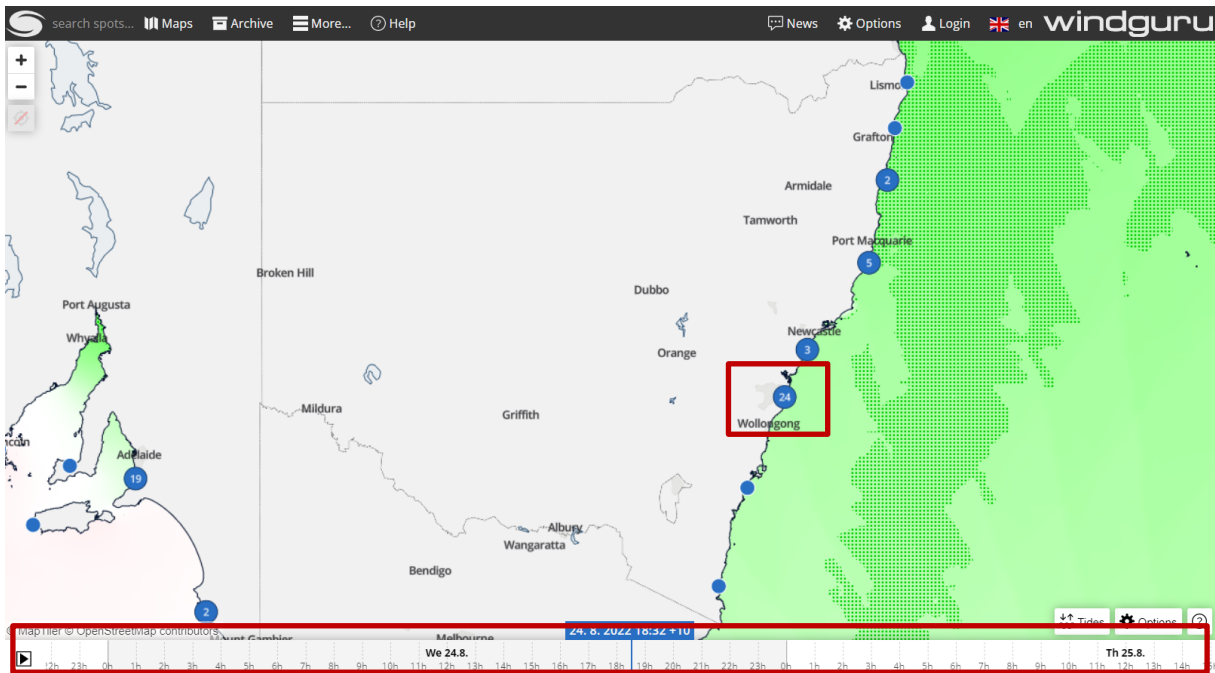 search spots... Maps Archive More... ? Help News Options Login en windguru
+
−
Lismo
Grafton
2
Armidale
Tamworth
Port Macquarie
5
Broken Hill
Dubbo
Port Augusta
Newcastle
Whyalla
3
Orange
24
Mildura
Griffith
Wollongong
ncoln
Adelaide
19
Albury
Wangaratta
Bendigo
2
Tides Options ?
© MapTiler © OpenStreetMap contributors
Mount Gambier
Melbourne
24. 8. 2022 18:32 +10
We 24.8. Th 25.8.
12h 23h 0h 1h 2h 3h 4h 5h 6h 7h 8h 9h 10h 11h 12h 13h 14h 15h 16h 17h 18h 19h 20h 21h 22h 23h 0h 1h 2h 3h 4h 5h 6h 7h 8h 9h 10h 11h 12h 13h 14h